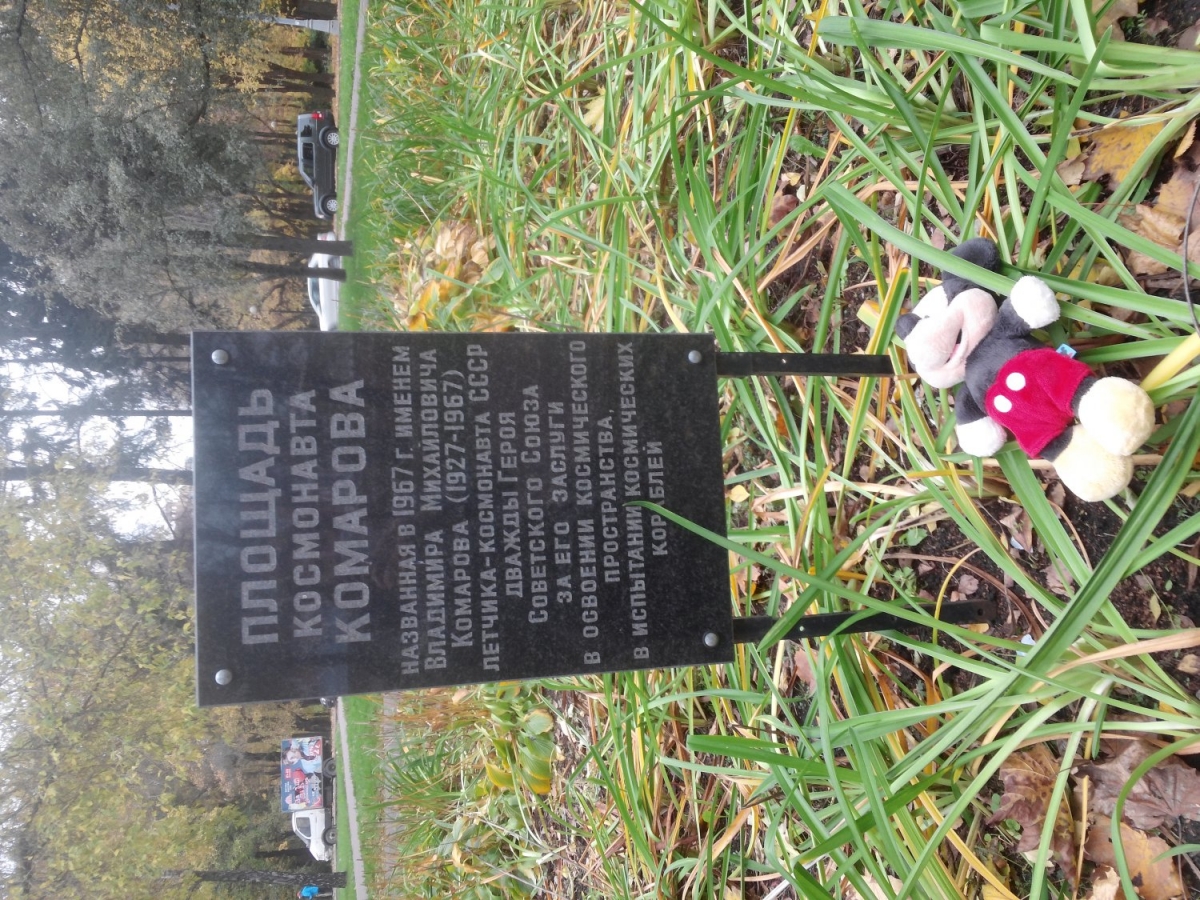 ПЛОЩАДЬ
КОСМОНАВТА
КОМАРОВА
НАЗВАННАЯ В 1967 Г. ИМЕНЕМ
ВЛАДИМИРА МИХАЙЛОВИЧА
КОМАРОВА (1927-1967)
ЛЕТЧИКА-КОСМОНАВТА СССР
ДВАЖДЫ ГЕРОЯ
СОВЕТСКОГО СОЮЗА
ЗА ЕГО ЗАСЛУГИ
В ОСВОЕНИИ КОСМИЧЕСКОГО
ПРОСТРАНСТВА,
В ИСПЫТАНИИ КОСМИЧЕСКИХ
КОРАБЛЕЙ